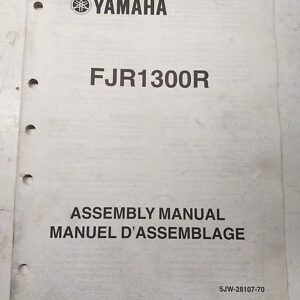 YAMAHA
FJR1300R
ASSEMBLY MANUAL
MANUEL D'ASSEMBLAGE
5JW-28107-70